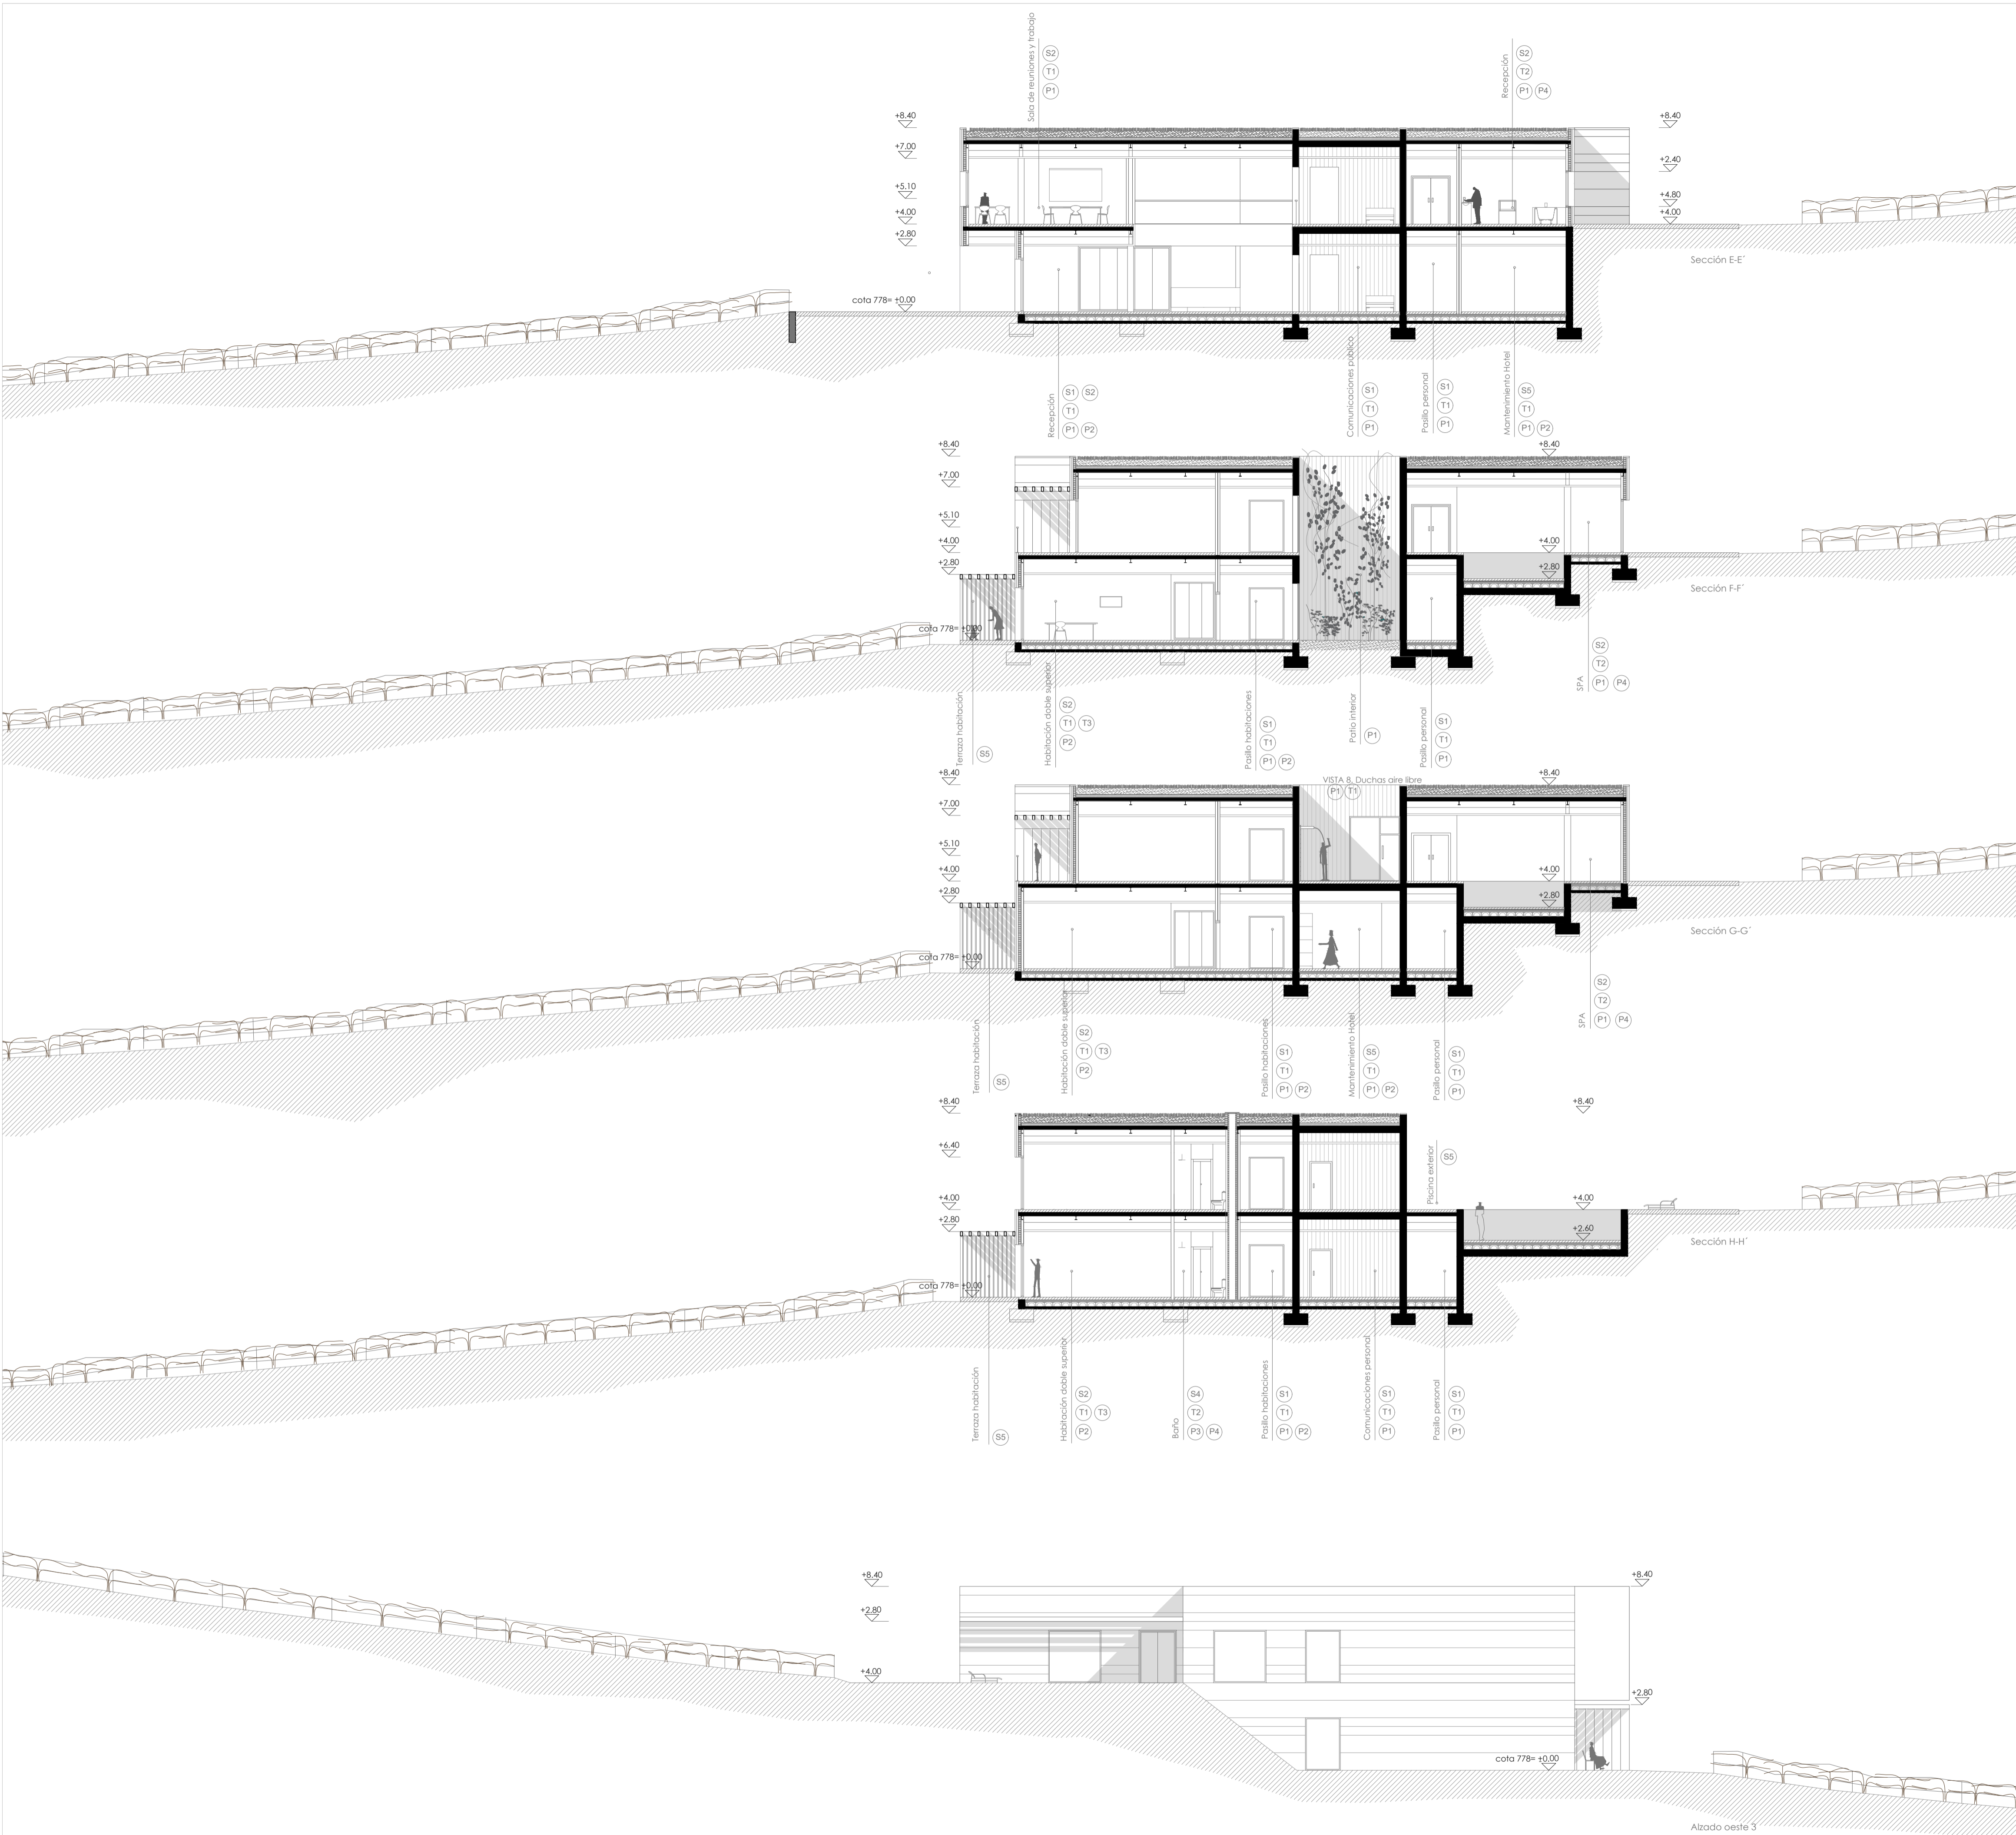 Sala de reuniones y trabajo
S2
T1
P1
Recepción
S2
T2
P1 P4
+8.40
+7.00
+5.10
+4.00
+2.80
cota 778= +0.00
+8.40
+2.40
+4.80
+4.00
Sección E-E´
Recepción
S1 S2
T1
P1 P2
Comunicaciones público
S1
T1
P1
Pasillo personal
S1
T1
P1
Mantenimiento Hotel
S5
T1
P1 P2
+8.40
+7.00
+5.10
+4.00
+2.80
cota 778= +0.00
+8.40
+4.00
+2.80
Sección F-F´
Terraza habitación
S5
Habitación doble superior
S2
T1 T3
P2
Pasillo habitaciones
S1
T1
P1 P2
Patio interior
P1
Pasillo personal
S1
T1
P1
SPA
S2
T2
P1 P4
VISTA 8. Duchas aire libre
P1 T1
+8.40
+7.00
+5.10
+4.00
+2.80
cota 778= +0.00
+8.40
+4.00
+2.80
Sección G-G´
Terraza habitación
S5
Habitación doble superior
S2
T1 T3
P2
Pasillo habitaciones
S1
T1
P1 P2
Mantenimiento Hotel
S5
T1
P1 P2
Pasillo personal
S1
T1
P1
SPA
S2
T2
P1 P4
+8.40
+6.40
+4.00
+2.80
cota 778= +0.00
Piscina exterior
S5
+8.40
+4.00
+2.60
Sección H-H´
Terraza habitación
S5
Habitación doble superior
S2
T1 T3
P2
Baño
S4
T2
P3 P4
Pasillo habitaciones
S1
T1
P1 P2
Comunicaciones personal
S1
T1
P1
Pasillo personal
S1
T1
P1
+8.40
+2.80
+4.00
+8.40
+2.80
cota 778= +0.00
Alzado oeste 3